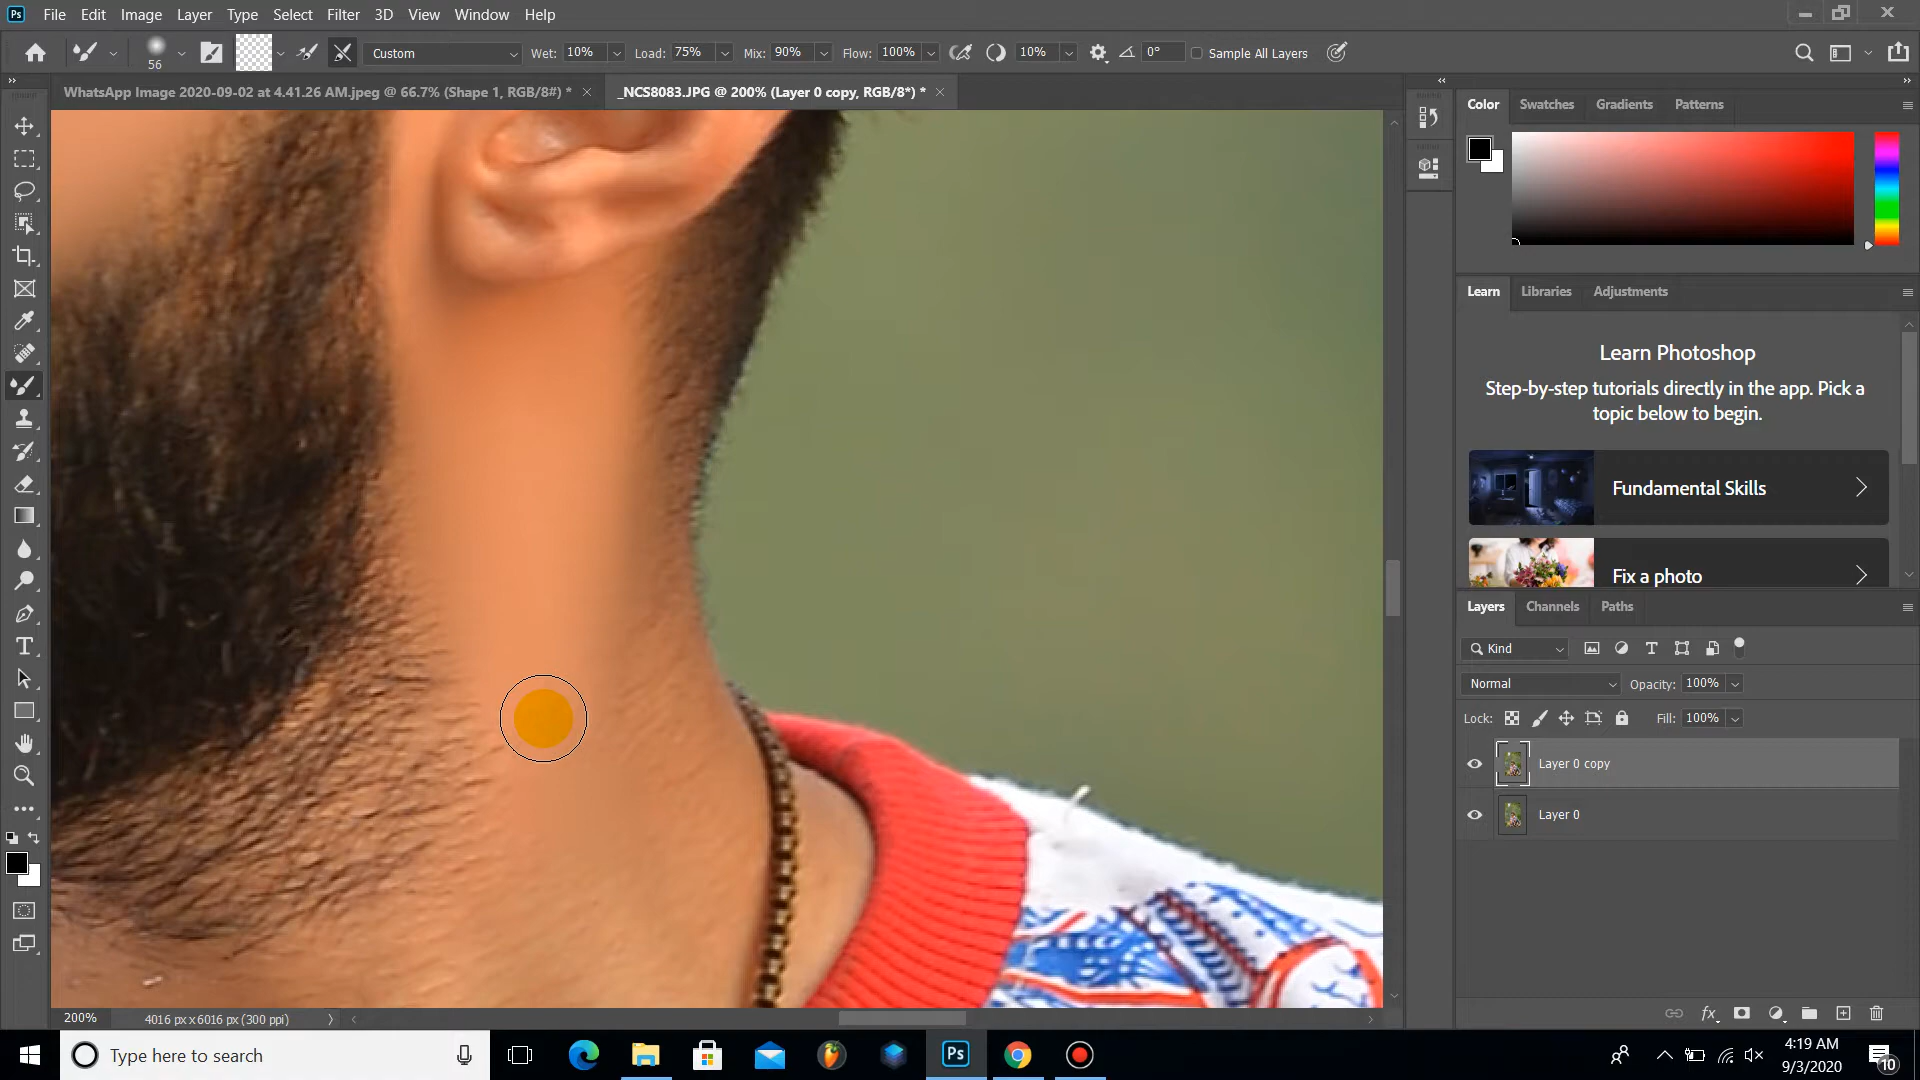 Ps File Edit Image Layer Type Select Filter 3D View Window Help
56 Custom Wet: 10% Load: 75% Mix: 90% Flow: 100% 10% 0° Sample All Layers
WhatsApp Image 2020-09-02 at 4.41.26 AM.jpeg @ 66.7% (Shape 1, RGB/8#) * × _NCS8083.JPG @ 200% (Layer 0 copy, RGB/8*) * ×
Color Swatches Gradients Patterns
Learn Libraries Adjustments
Learn Photoshop
Step-by-step tutorials directly in the app. Pick a
topic below to begin.
Fundamental Skills
Fix a photo
Layers Channels Paths
Kind
Normal Opacity: 100%
Lock: Fill: 100%
Layer 0 copy
Layer 0
200% 4016 px x 6016 px (300 ppi)
Type here to search
Ps
4:19 AM
9/3/2020
10